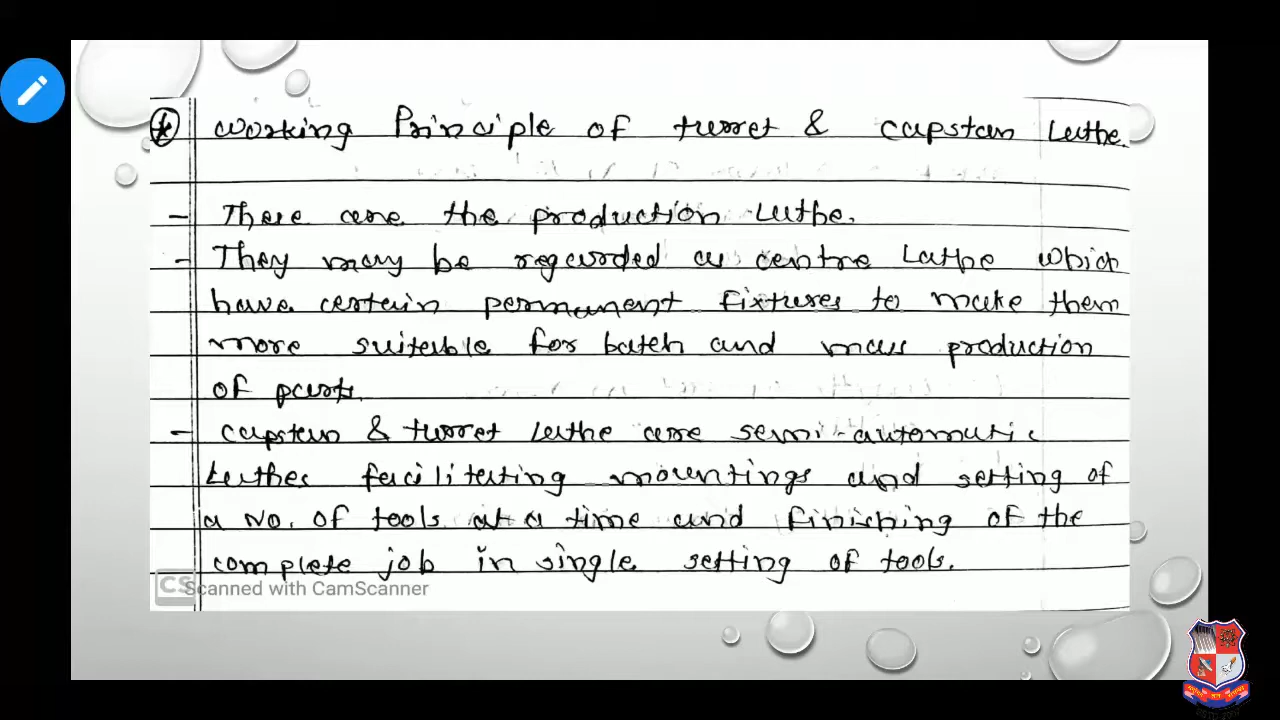 * Working Principle of turret & capstan Lathe.
- These are the production Lathe.
- They may be regarded as centre Lathe which
have certain permanent fixtures to make them
more suitable for batch and mass production
of parts.
- capstan & turret Lathe are semi-automatic
Lathes facilitating mountings and setting of
a No. of tools at a time and finishing of the
complete job in single setting of tools.
CS Scanned with CamScanner